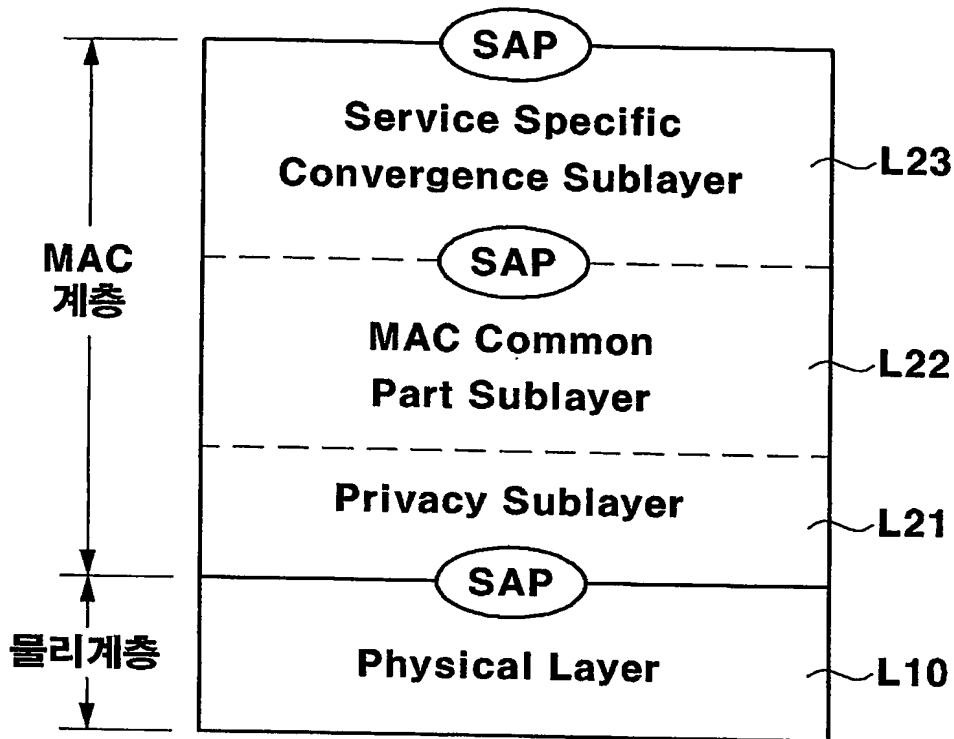 SAP
Service Specific
Convergence Sublayer
L23
SAP
MAC
계층
MAC Common
Part Sublayer
L22
Privacy Sublayer
L21
SAP
물리계층
Physical Layer
L10